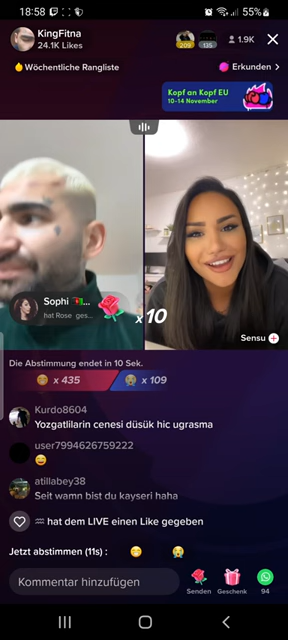 18:58
55%
KingFitna
24.1K Likes
209
135
1.9K
Wöchentliche Rangliste
Erkunden >
Kopf an Kopf EU
10-14 November
Sophi
hat Rose ges...
x10
Sensu
Die Abstimmung endet in 10 Sek.
x 435
x 109
Kurdo8604
Yozgatlilarin cenesi düsük hic ugrasma
user7994626759222
atillabey38
Seit wamn bist du kayseri haha
hat dem LIVE einen Like gegeben
Jetzt abstimmen (11s) :
Kommentar hinzufügen
Senden
Geschenk
94